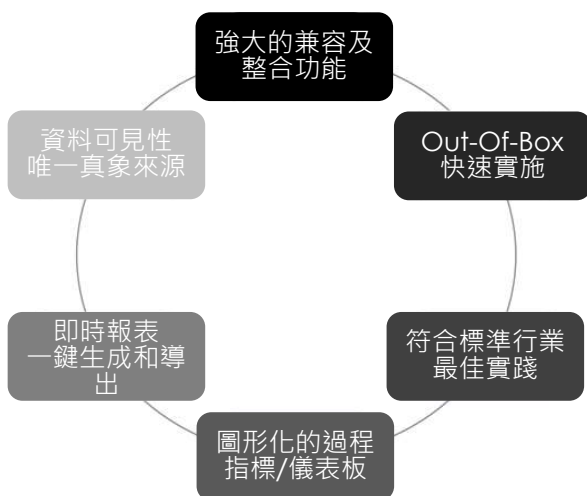 強大的兼容及
整合功能
Out-Of-Box
快速實施
符合標準行業
最佳實踐
圖形化的過程
指標/儀表板
即時報表
一鍵生成和導
出
資料可見性
唯一真象來源